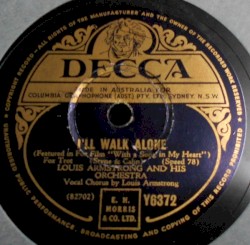 DECCA
MADE IN AUSTRALIA FOR
COLUMBIA GRAMOPHONE (AUST.) PTY. LTD. SYDNEY, N.S.W.
I'LL WALK ALONE
(Featured in Fox Film "With a Song in My Heart")
Fox Trot (Styne & Cahn) (Speed 78)
LOUIS ARMSTRONG AND HIS
ORCHESTRA
Vocal Chorus by Louis Armstrong
(82702)
E. H.
MORRIS
& CO. LTD.
Y6372
ALL RIGHTS OF THE MANUFACTURER AND THE OWNER OF THE RECORDED WORK RESERVED
PUBLIC PERFORMANCE, BROADCASTING AND COPYING OF THIS RECORD PROHIBITED